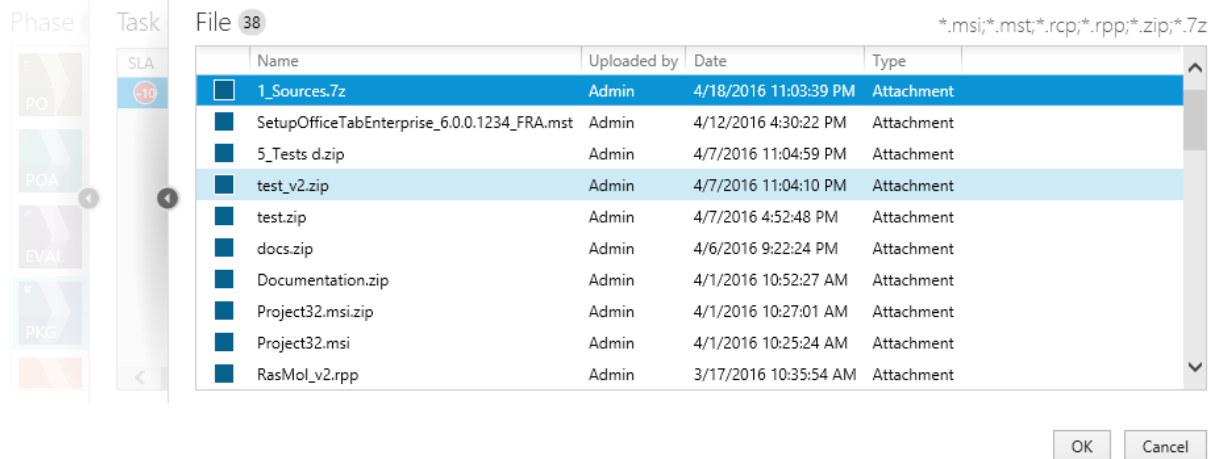 Phase
Task
File 38
*.msi;*.mst;*.rcp;*.rpp;*.zip;*.7z
SLA
Name Uploaded by Date Type
-10
1_Sources.7z Admin 4/18/2016 11:03:39 PM Attachment
PO
SetupOfficeTabEnterprise_6.0.0.1234_FRA.mst Admin 4/12/2016 4:30:22 PM Attachment
5_Tests d.zip Admin 4/7/2016 11:04:59 PM Attachment
POA
test_v2.zip Admin 4/7/2016 11:04:10 PM Attachment
test.zip Admin 4/7/2016 4:52:48 PM Attachment
docs.zip Admin 4/6/2016 9:22:24 PM Attachment
EVAL
Documentation.zip Admin 4/1/2016 10:52:27 AM Attachment
Project32.msi.zip Admin 4/1/2016 10:27:01 AM Attachment
PKG
Project32.msi Admin 4/1/2016 10:25:24 AM Attachment
RasMol_v2.rpp Admin 3/17/2016 10:35:54 AM Attachment
OK Cancel